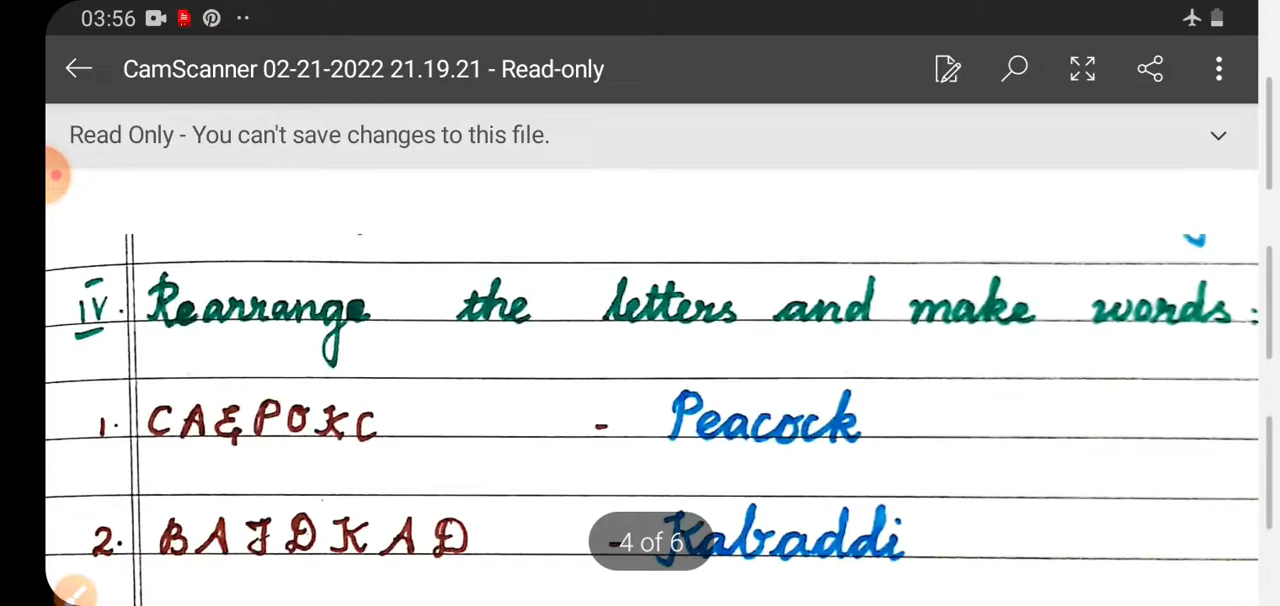 03:56
CamScanner 02-21-2022 21.19.21 - Read-only
Read Only - You can't save changes to this file.
IV. Rearrange the letters and make words:
1. CAEPOKC - Peacock
2. BAIDKAD - Kabaddi
4 of 6